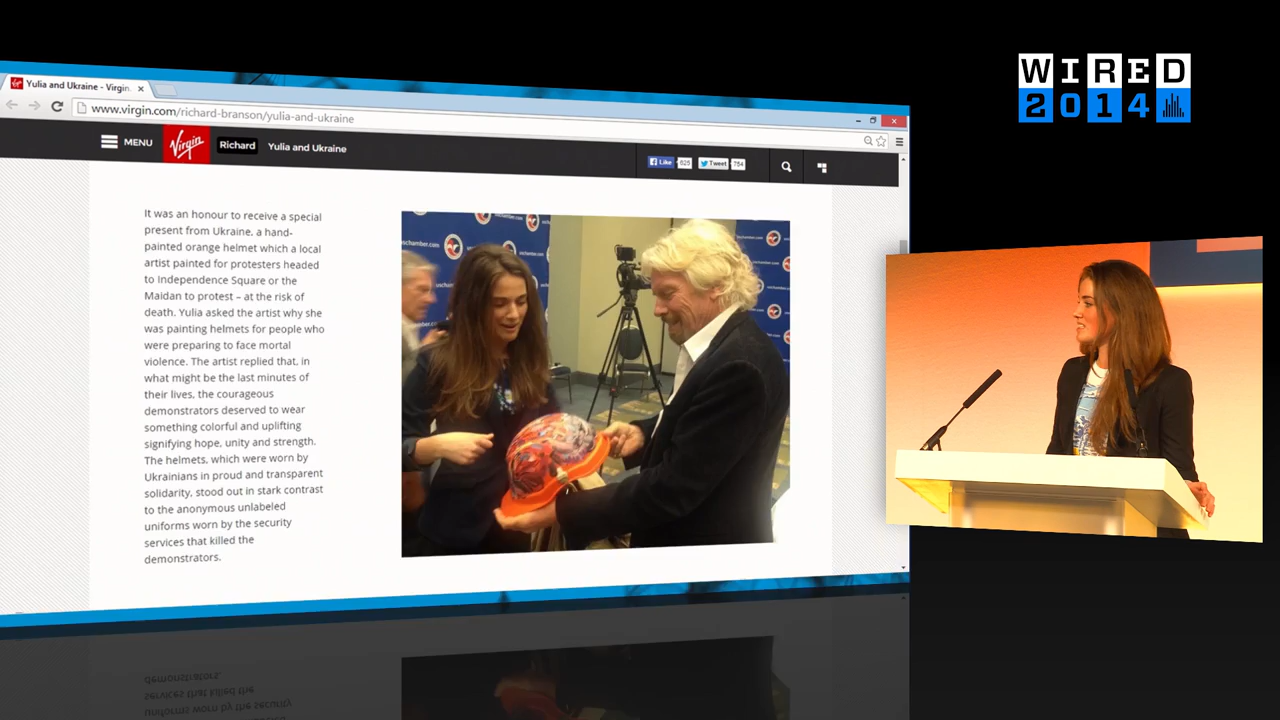 WIRED
2014
Yulia and Ukraine - Virgin.
www.virgin.com/richard-branson/yulia-and-ukraine
MENU
Virgin
Richard
Yulia and Ukraine
Like
825
Tweet
754
It was an honour to receive a special
present from Ukraine, a hand-
painted orange helmet which a local
artist painted for protesters headed
to Independence Square or the
Maidan to protest – at the risk of
death. Yulia asked the artist why she
was painting helmets for people who
were preparing to face mortal
violence. The artist replied that, in
what might be the last minutes of
their lives, the courageous
demonstrators deserved to wear
something colorful and uplifting
signifying hope, unity and strength.
The helmets, which were worn by
Ukrainians in proud and transparent
solidarity, stood out in stark contrast
to the anonymous unlabeled
uniforms worn by the security
services that killed the
demonstrators.